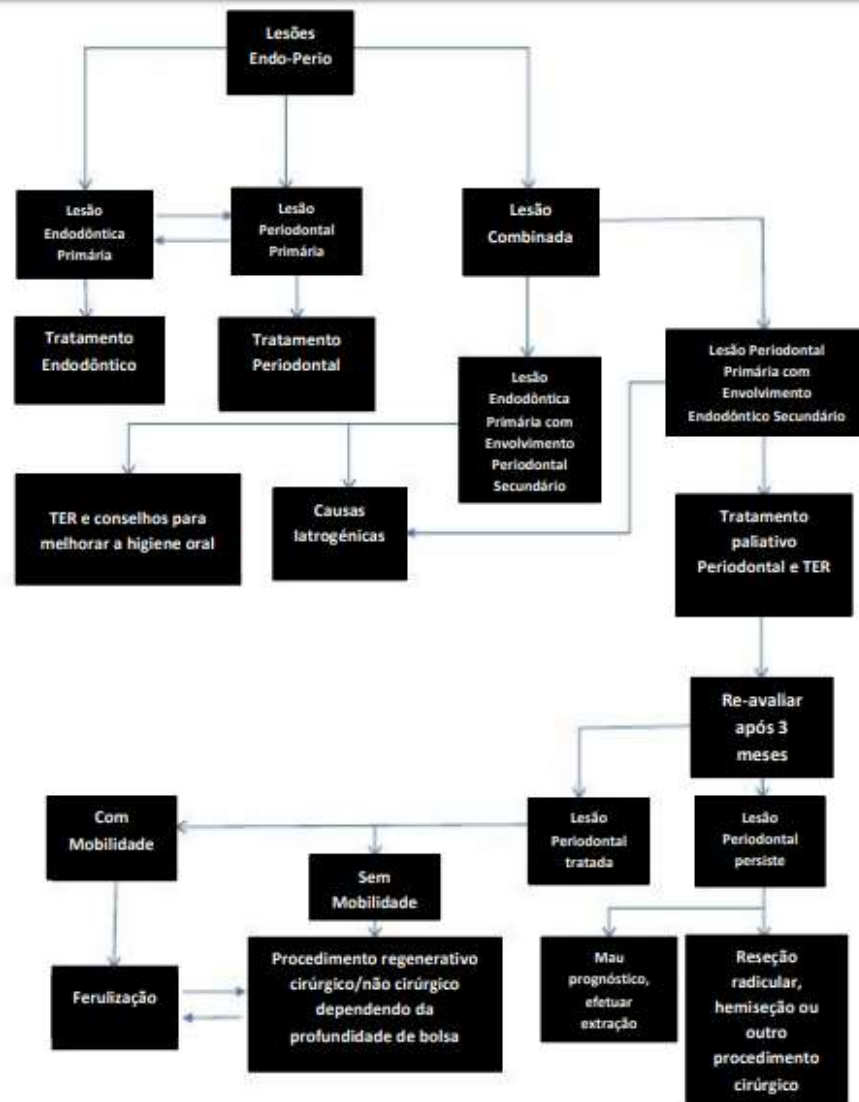 Lesões
Endo-Perio
Lesão
Endodôntica
Primária
Lesão
Periodontal
Primária
Lesão
Combinada
Tratamento
Endodôntico
Tratamento
Periodontal
Lesão
Endodôntica
Primária com
Envolvimento
Periodontal
Secundário
Lesão Periodontal
Primária com
Envolvimento
Endodôntico Secundário
TER e conselhos para
melhorar a higiene oral
Causas
Iatrogénicas
Tratamento
paliativo
Periodontal e TER
Re-avaliar
após 3
meses
Com
Mobilidade
Sem
Mobilidade
Lesão
Periodontal
tratada
Lesão
Periodontal
persiste
Ferulização
Procedimento regenerativo
cirúrgico/não cirúrgico
dependendo da
profundidade de bolsa
Mau
prognóstico,
efetuar
extração
Reseção
radicular,
hemiseção ou
outro
procedimento
cirúrgico